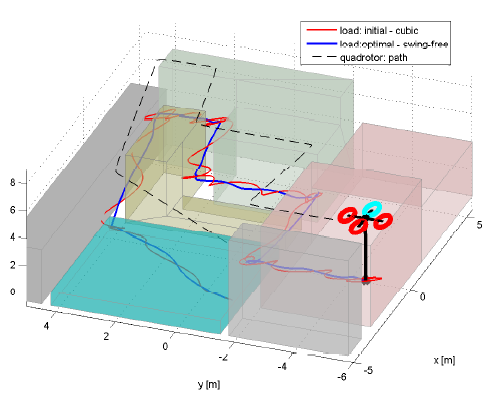 load: initial - cubic
load:optimal - swing-free
quadrotor: path
8
6
4
2
0
4
2
0
-2
-4
-6
-5
0
5
y [m]
x [m]